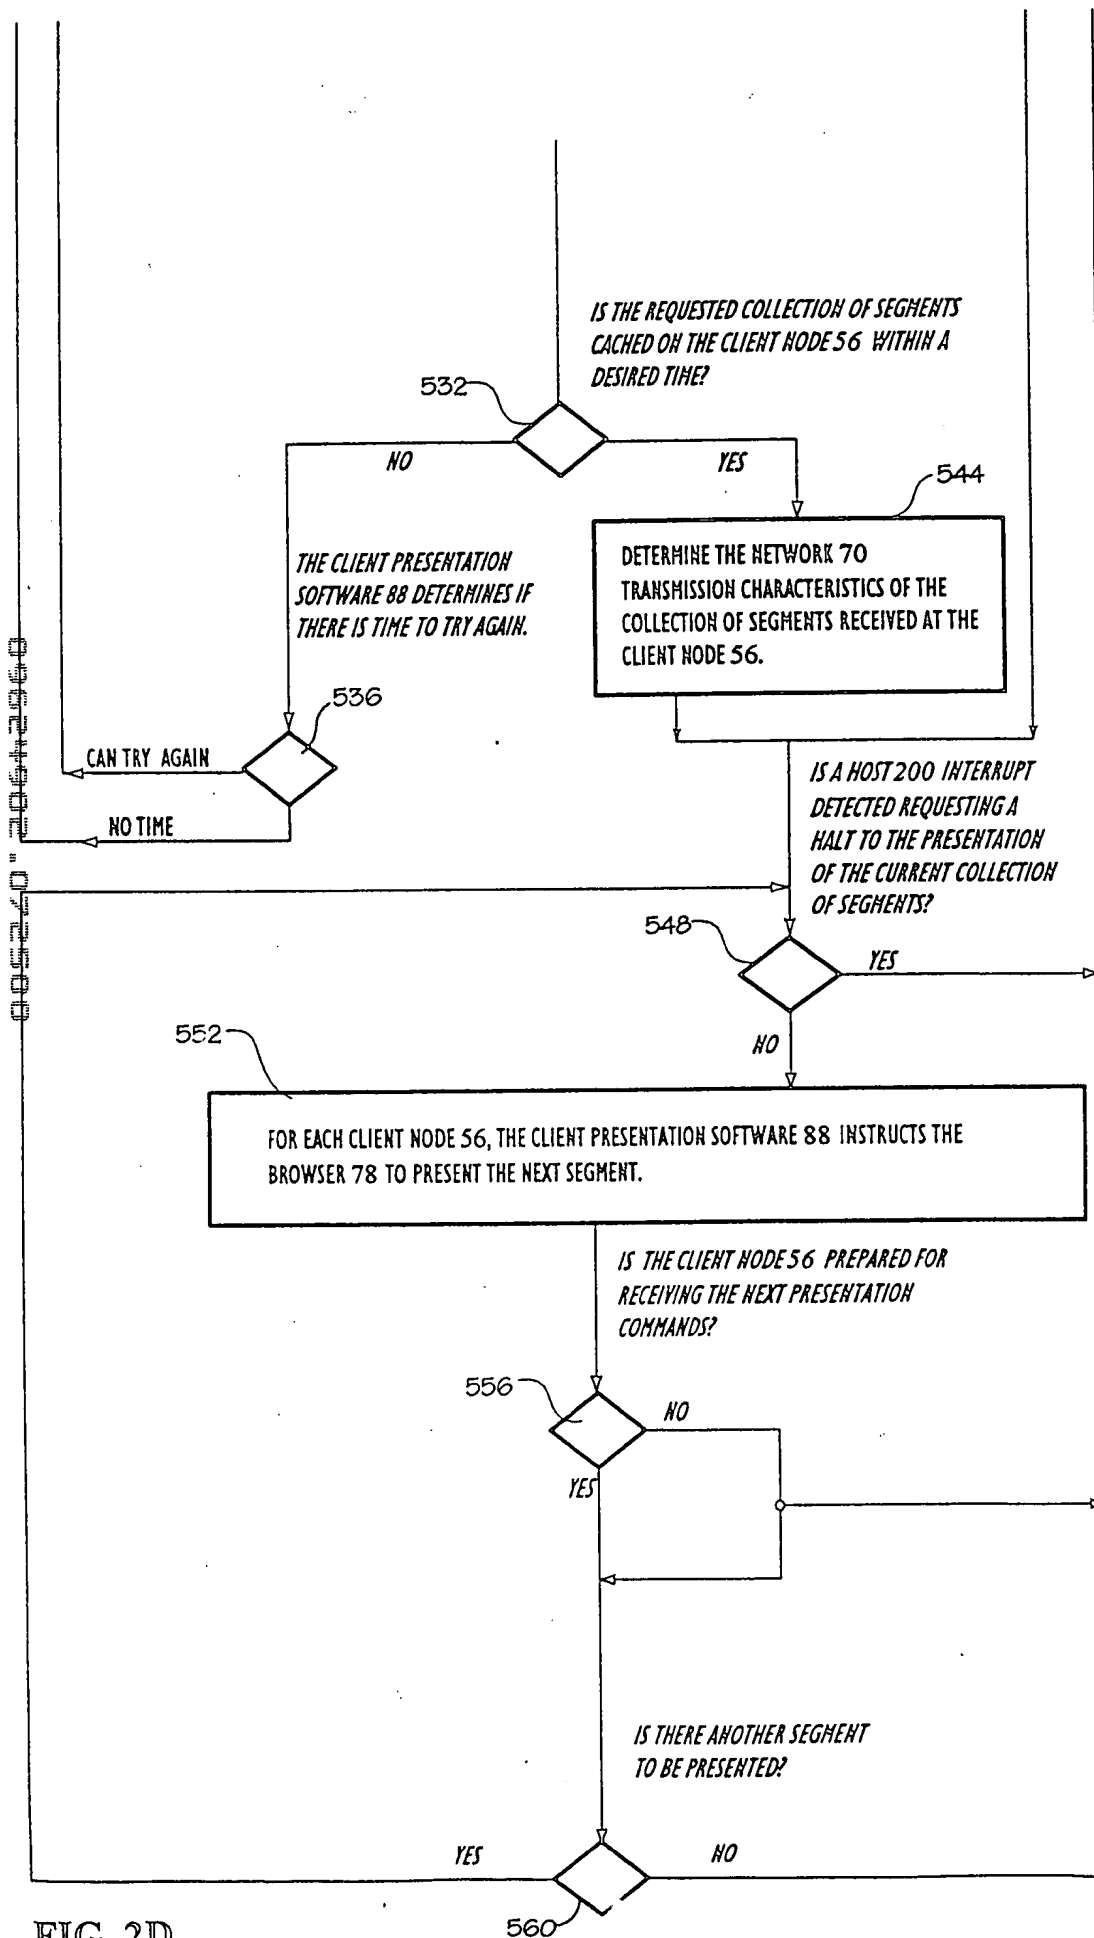 IS THE REQUESTED COLLECTION OF SEGMENTS
CACHED ON THE CLIENT NODE 56 WITHIN A
DESIRED TIME?
532
NO
YES
544
DETERMINE THE NETWORK 70
TRANSMISSION CHARACTERISTICS OF THE
COLLECTION OF SEGMENTS RECEIVED AT THE
CLIENT NODE 56.
THE CLIENT PRESENTATION
SOFTWARE 88 DETERMINES IF
THERE IS TIME TO TRY AGAIN.
536
CAN TRY AGAIN
NO TIME
IS A HOST 200 INTERRUPT
DETECTED REQUESTING A
HALT TO THE PRESENTATION
OF THE CURRENT COLLECTION
OF SEGMENTS?
548
YES
NO
552
FOR EACH CLIENT NODE 56, THE CLIENT PRESENTATION SOFTWARE 88 INSTRUCTS THE
BROWSER 78 TO PRESENT THE NEXT SEGMENT.
IS THE CLIENT NODE 56 PREPARED FOR
RECEIVING THE NEXT PRESENTATION
COMMANDS?
556
NO
YES
IS THERE ANOTHER SEGMENT
TO BE PRESENTED?
YES
NO
560
FIG. 2D